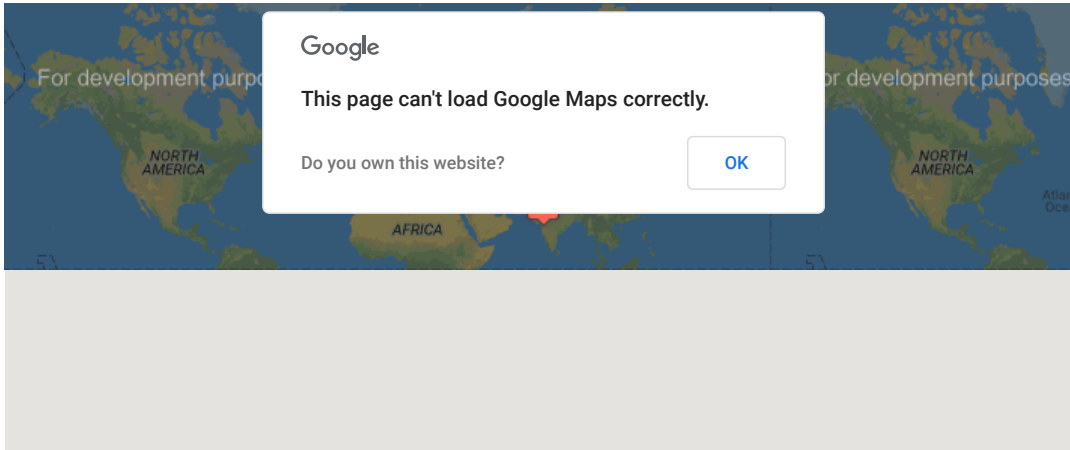 Google
For development purpo
or development purposes
This page can't load Google Maps correctly.
Do you own this website?
OK
NORTH
AMERICA
NORTH
AMERICA
AFRICA